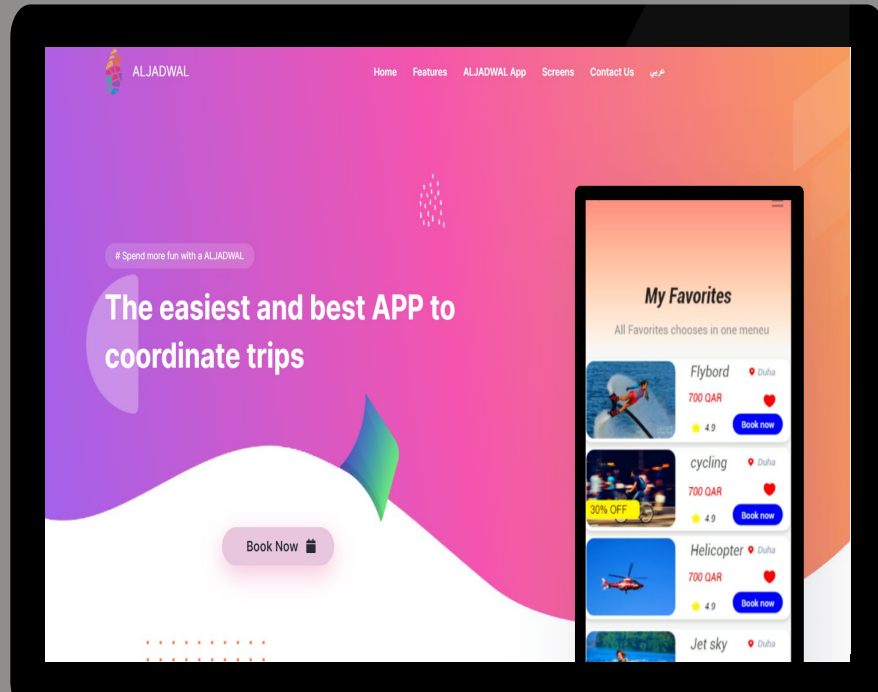 ALJADWAL
Home Features ALJADWAL App Screens Contact Us عربي
# Spend more fun with a ALJADWAL
The easiest and best APP to
coordinate trips
Book Now
My Favorites
All Favorites chooses in one meneu
Flybord Duha
700 QAR
4.9 Book now
cycling Duha
700 QAR
30% OFF
4.9 Book now
Helicopter Duha
700 QAR
4.9 Book now
Jet sky Duha